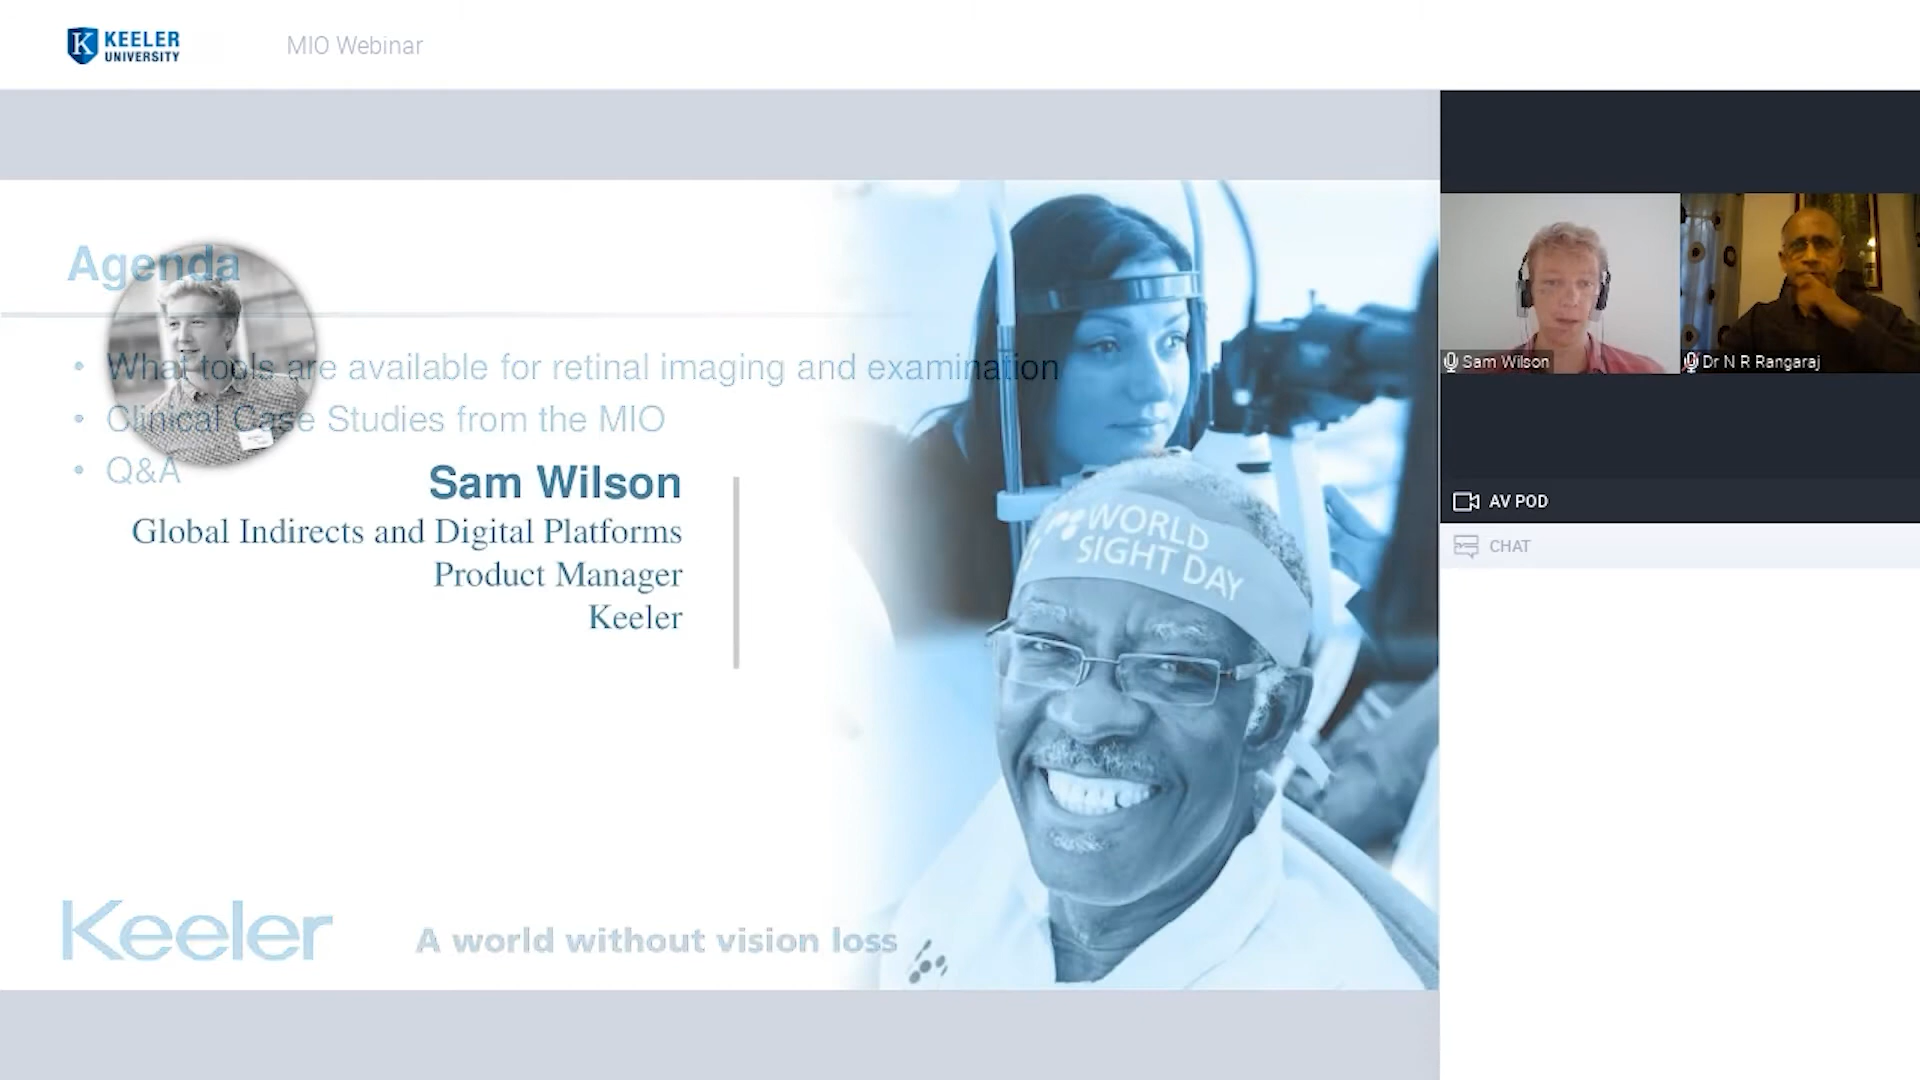 KEELER
UNIVERSITY
MIO Webinar
Agenda
• What tools are available for retinal imaging and examination
• Clinical Case Studies from the MIO
• Q&A
Sam Wilson
Global Indirects and Digital Platforms
Product Manager
Keeler
WORLD
SIGHT DAY
Keeler
A world without vision loss
Sam Wilson
Dr N R Rangaraj
AV POD
CHAT